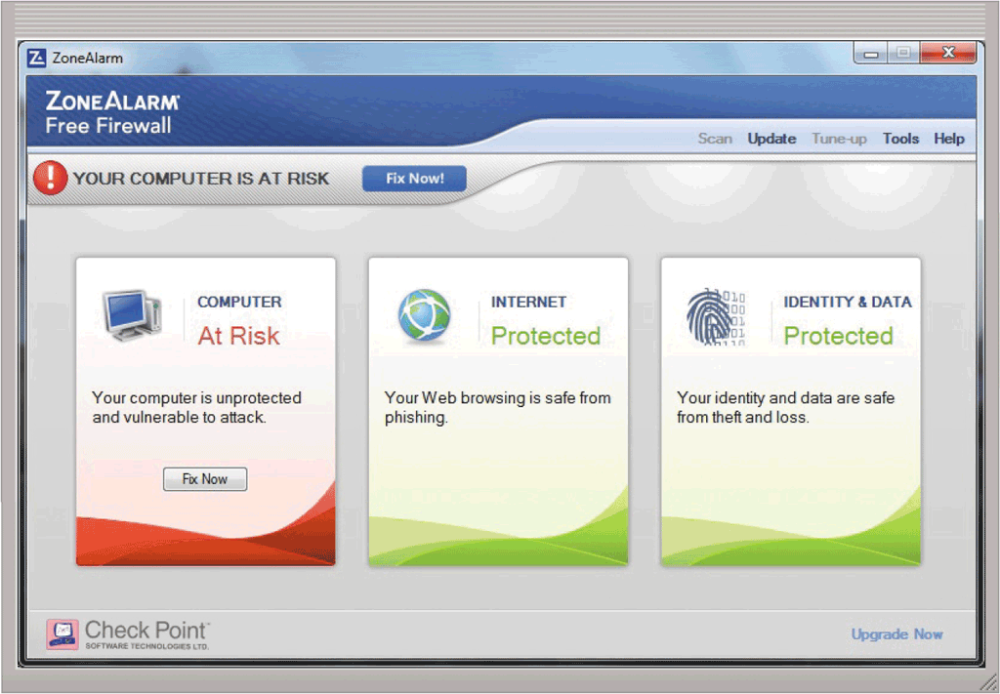 ZoneAlarm
ZONEALARM®
Free Firewall
Scan Update Tune-up Tools Help
YOUR COMPUTER IS AT RISK
Fix Now!
COMPUTER
At Risk
Your computer is unprotected
and vulnerable to attack.
Fix Now
INTERNET
Protected
Your Web browsing is safe from
phishing.
IDENTITY & DATA
Protected
Your identity and data are safe
from theft and loss.
Check Point™
SOFTWARE TECHNOLOGIES LTD.
Upgrade Now